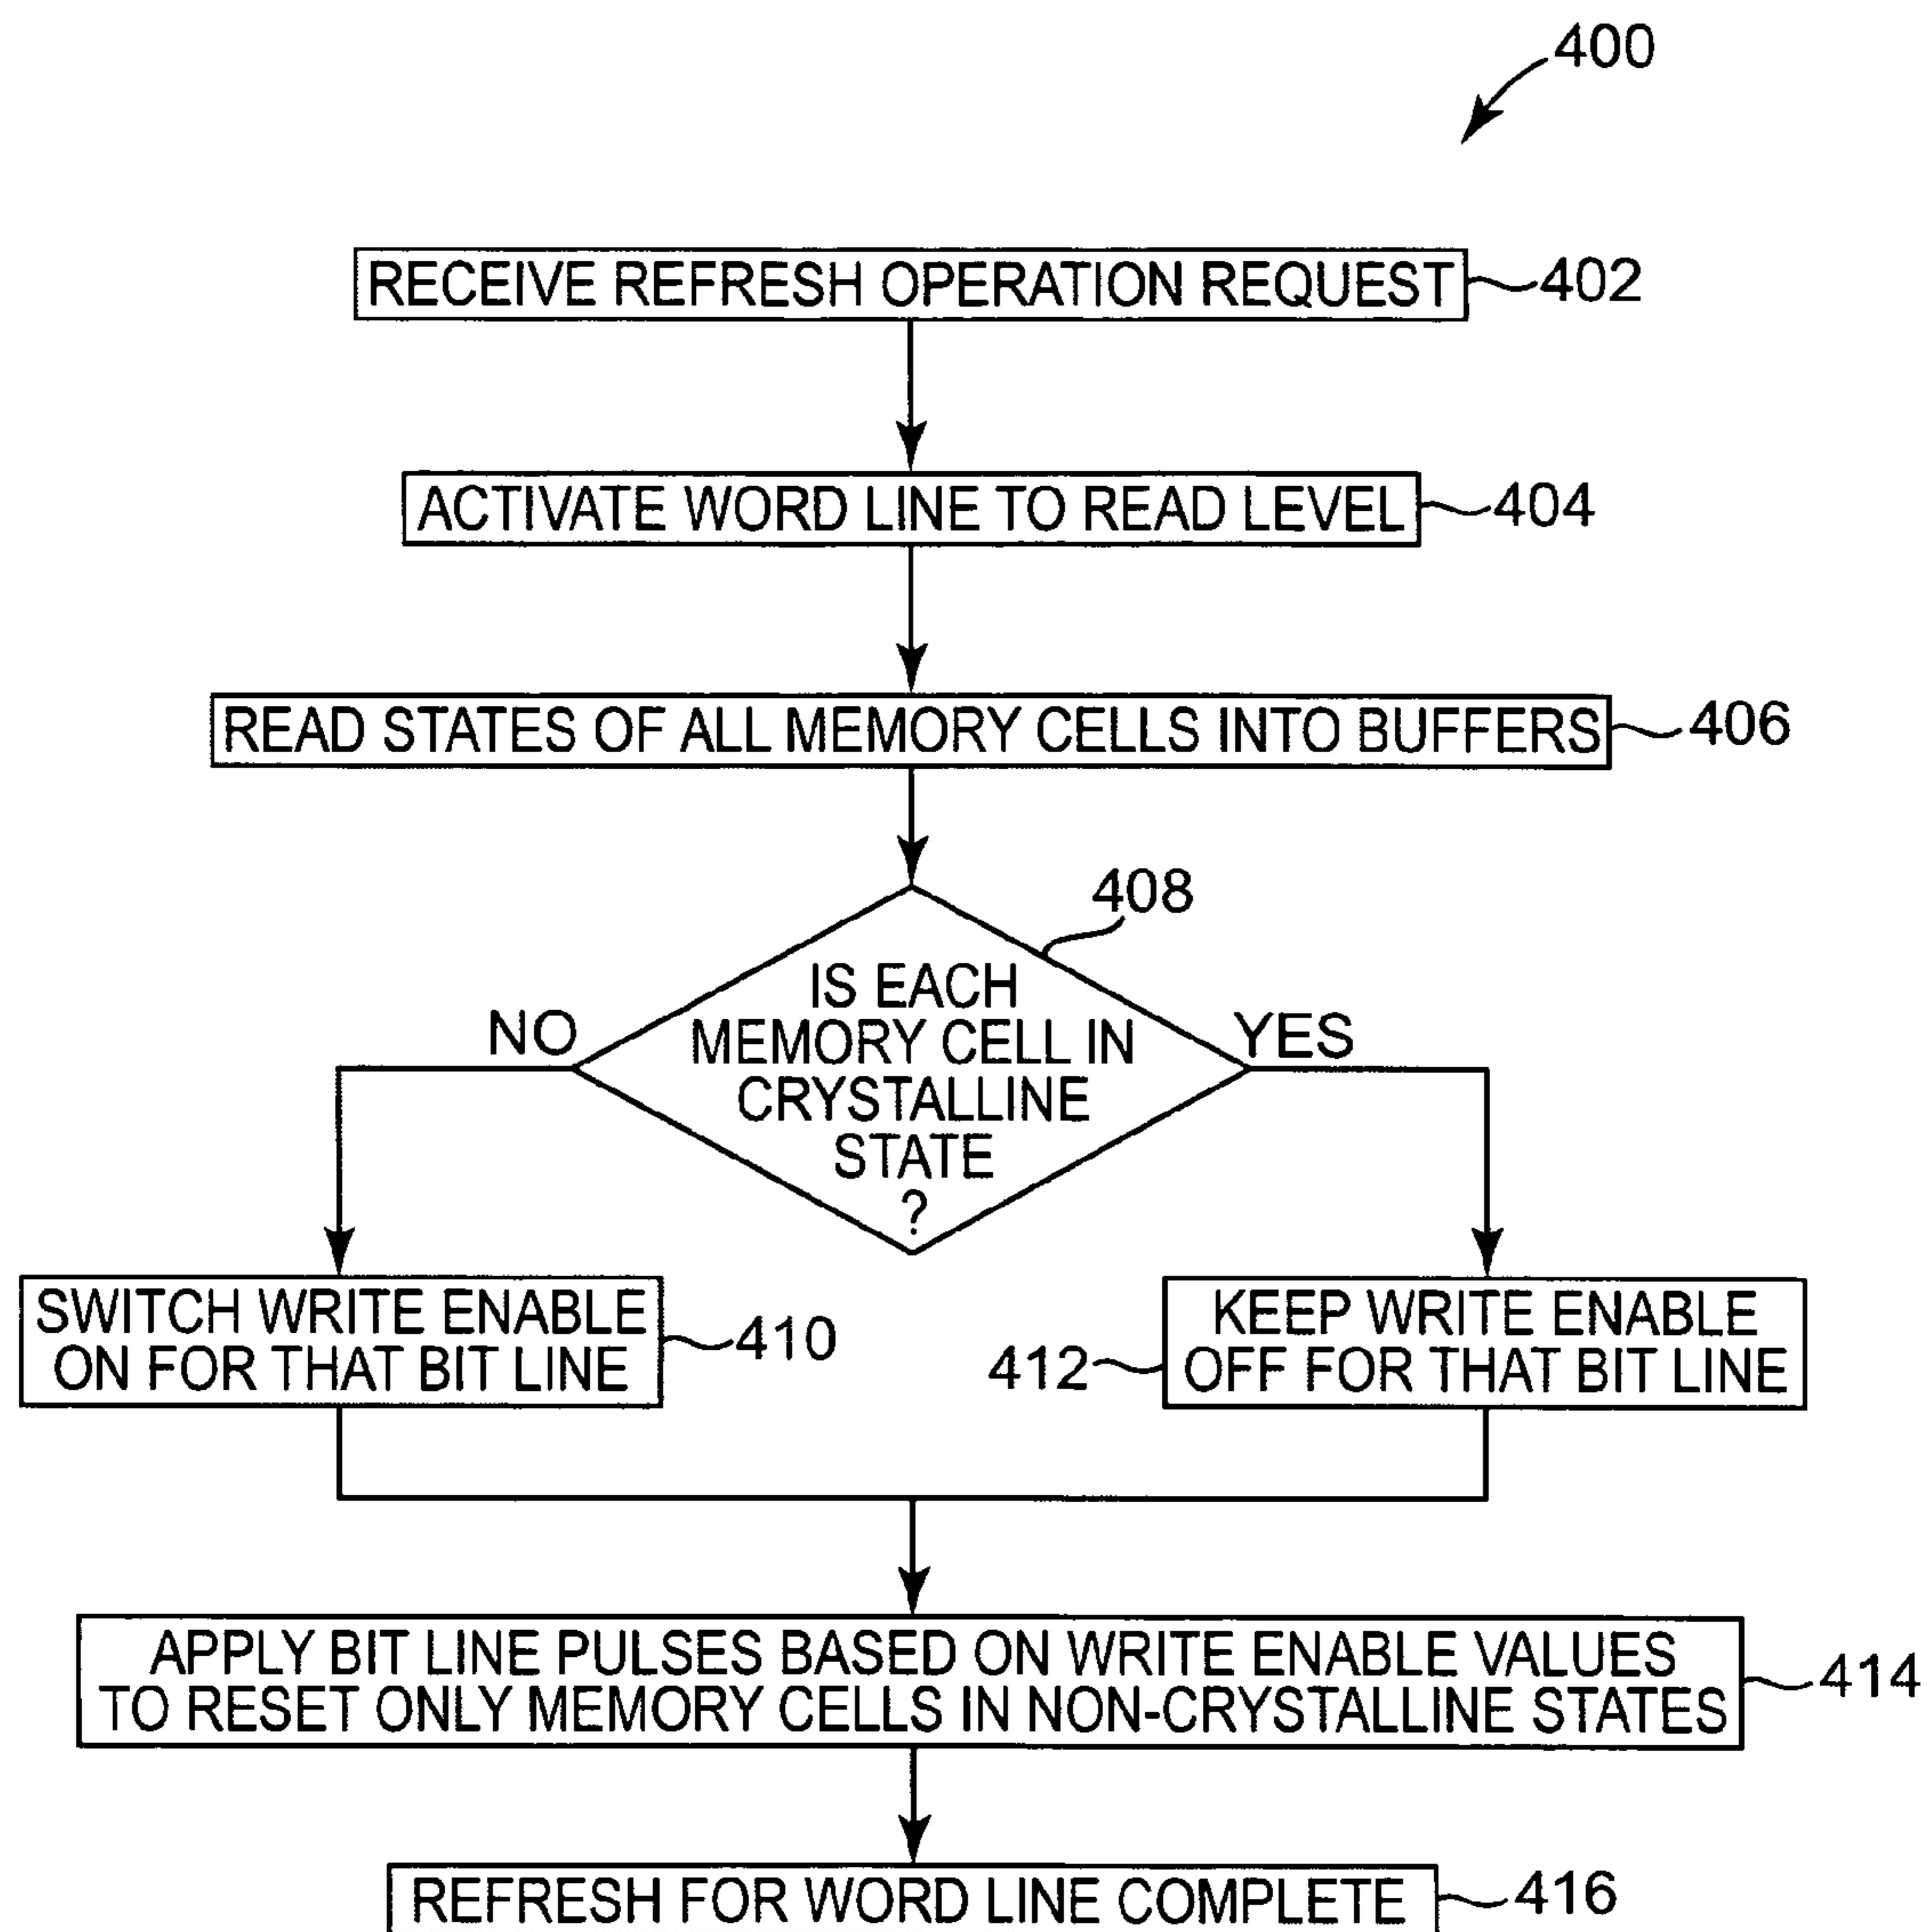 400
RECEIVE REFRESH OPERATION REQUEST
402
ACTIVATE WORD LINE TO READ LEVEL
404
READ STATES OF ALL MEMORY CELLS INTO BUFFERS
406
408
IS EACH
MEMORY CELL IN
CRYSTALLINE
STATE
?
NO
YES
SWITCH WRITE ENABLE
ON FOR THAT BIT LINE
410
412
KEEP WRITE ENABLE
OFF FOR THAT BIT LINE
APPLY BIT LINE PULSES BASED ON WRITE ENABLE VALUES
TO RESET ONLY MEMORY CELLS IN NON-CRYSTALLINE STATES
414
REFRESH FOR WORD LINE COMPLETE
416